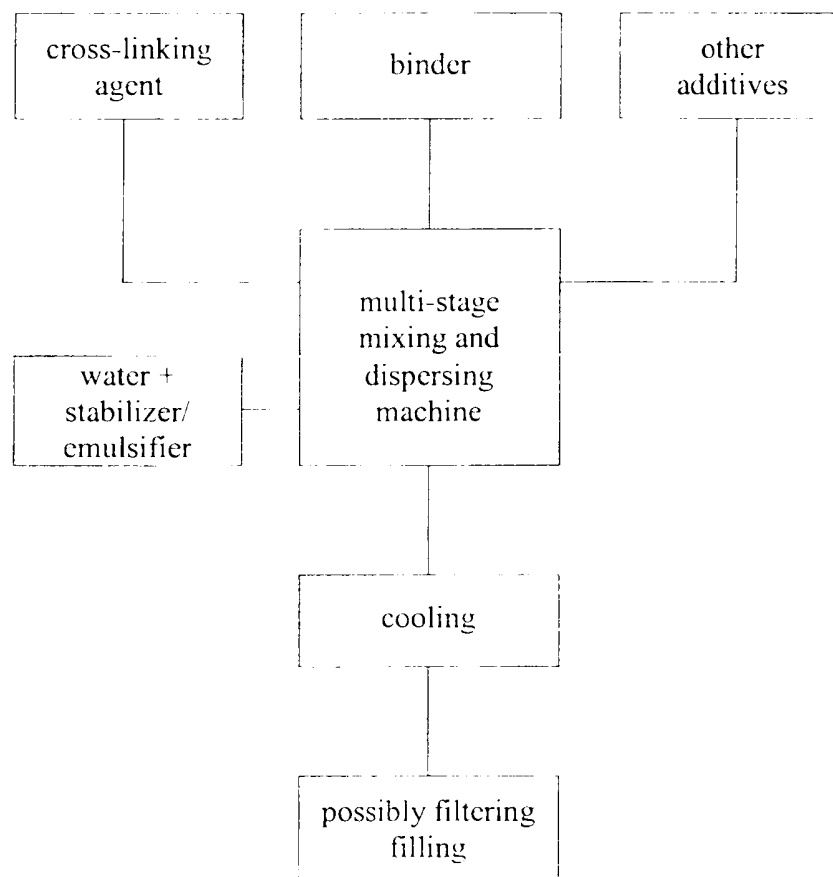 cross-linking
agent
binder
other
additives
multi-stage
mixing and
dispersing
machine
water +
stabilizer/
emulsifier
cooling
possibly filtering
filling